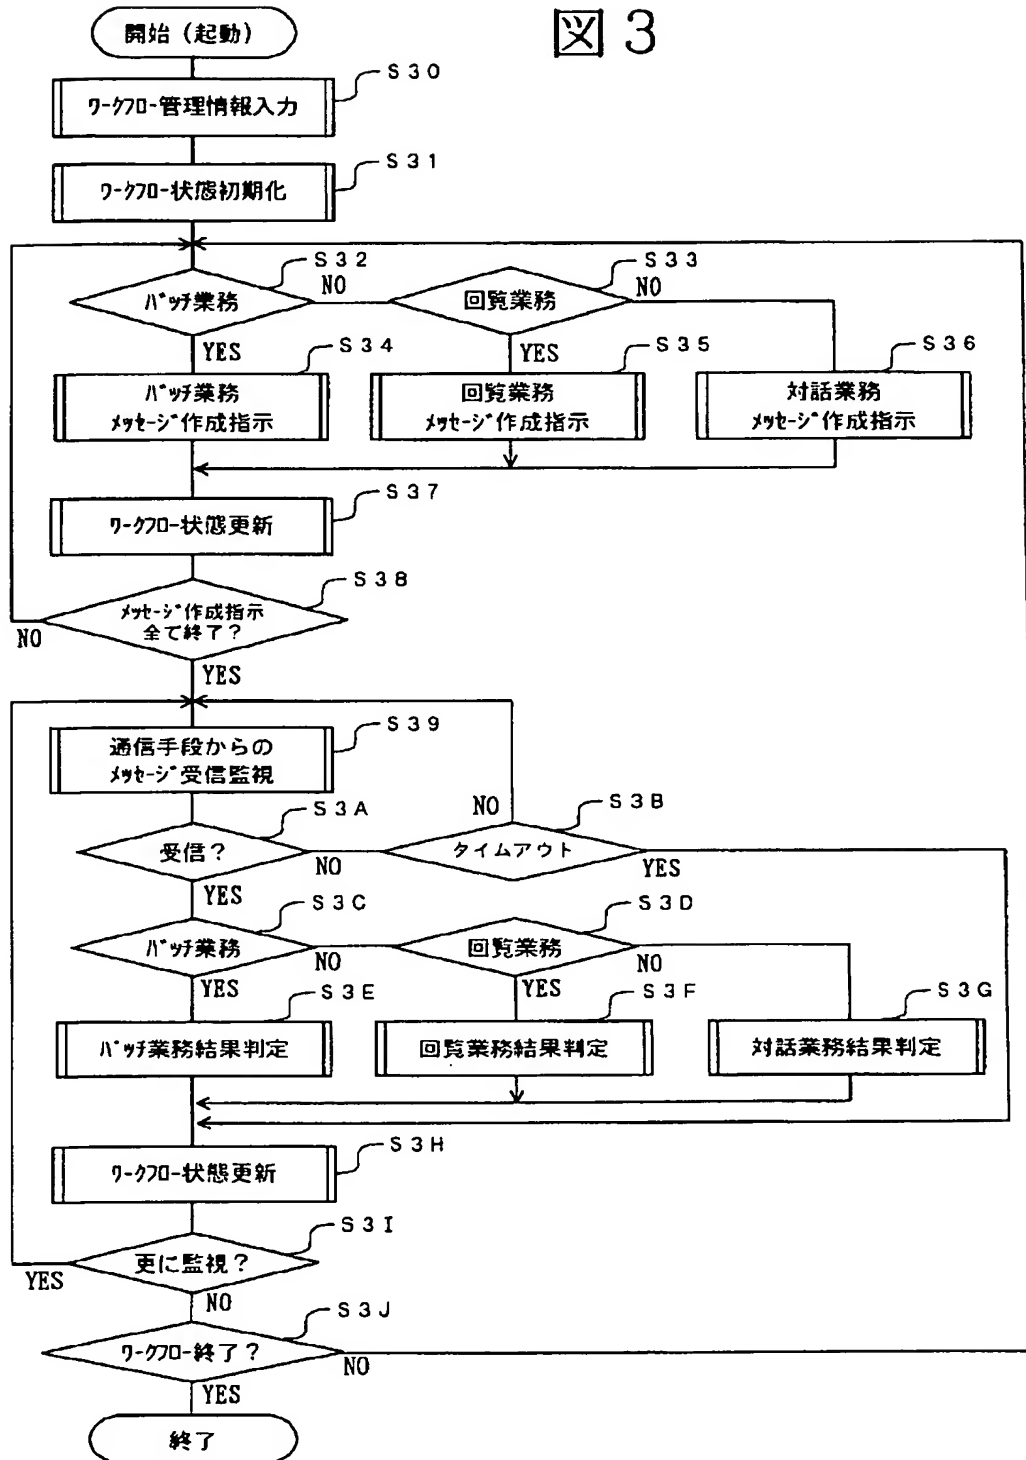 図3
開始（起動）
S30
ワークフロー管理情報入力
S31
ワークフロー状態初期化
S32
バッチ業務
NO
YES
S33
回覧業務
NO
YES
S34
バッチ業務
メッセージ作成指示
S35
回覧業務
メッセージ作成指示
S36
対話業務
メッセージ作成指示
S37
ワークフロー状態更新
S38
メッセージ作成指示
全て終了？
NO
YES
S39
通信手段からの
メッセージ受信監視
S3A
受信？
NO
YES
S3B
タイムアウト
NO
YES
S3C
バッチ業務
NO
YES
S3D
回覧業務
NO
YES
S3E
バッチ業務結果判定
S3F
回覧業務結果判定
S3G
対話業務結果判定
S3H
ワークフロー状態更新
S3I
更に監視？
YES
NO
S3J
ワークフロー終了？
NO
YES
終了